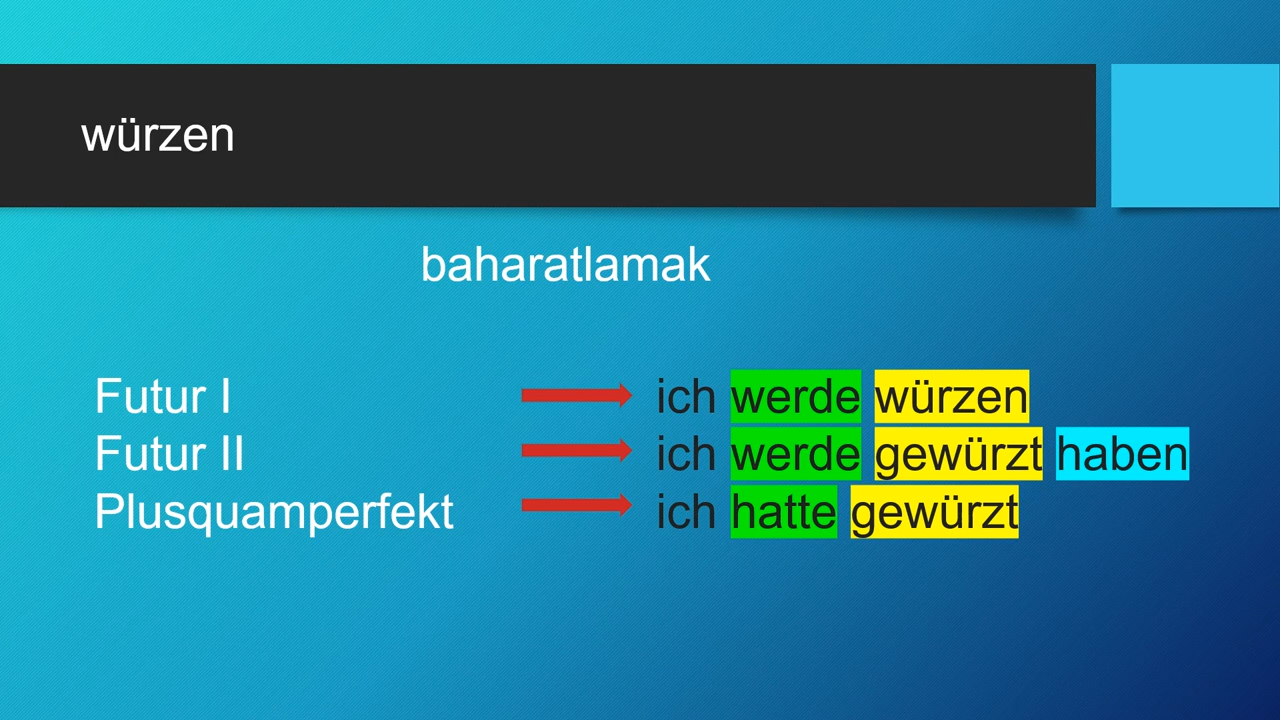 würzen
baharatlamak
Futur I ich werde würzen
Futur II ich werde gewürzt haben
Plusquamperfekt ich hatte gewürzt